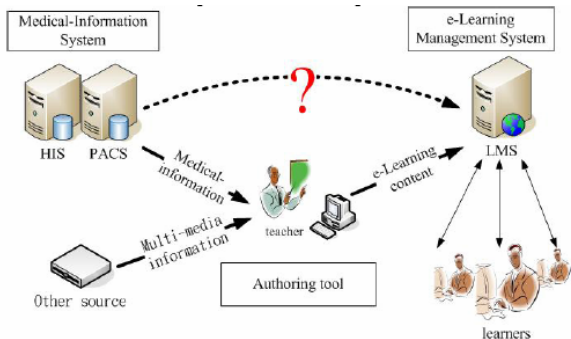 Medical-Information
System
e-Learning
Management System
?
HIS
PACS
LMS
Medical-
information
e-Learning
content
teacher
Multi-media
information
Other source
Authoring tool
learners